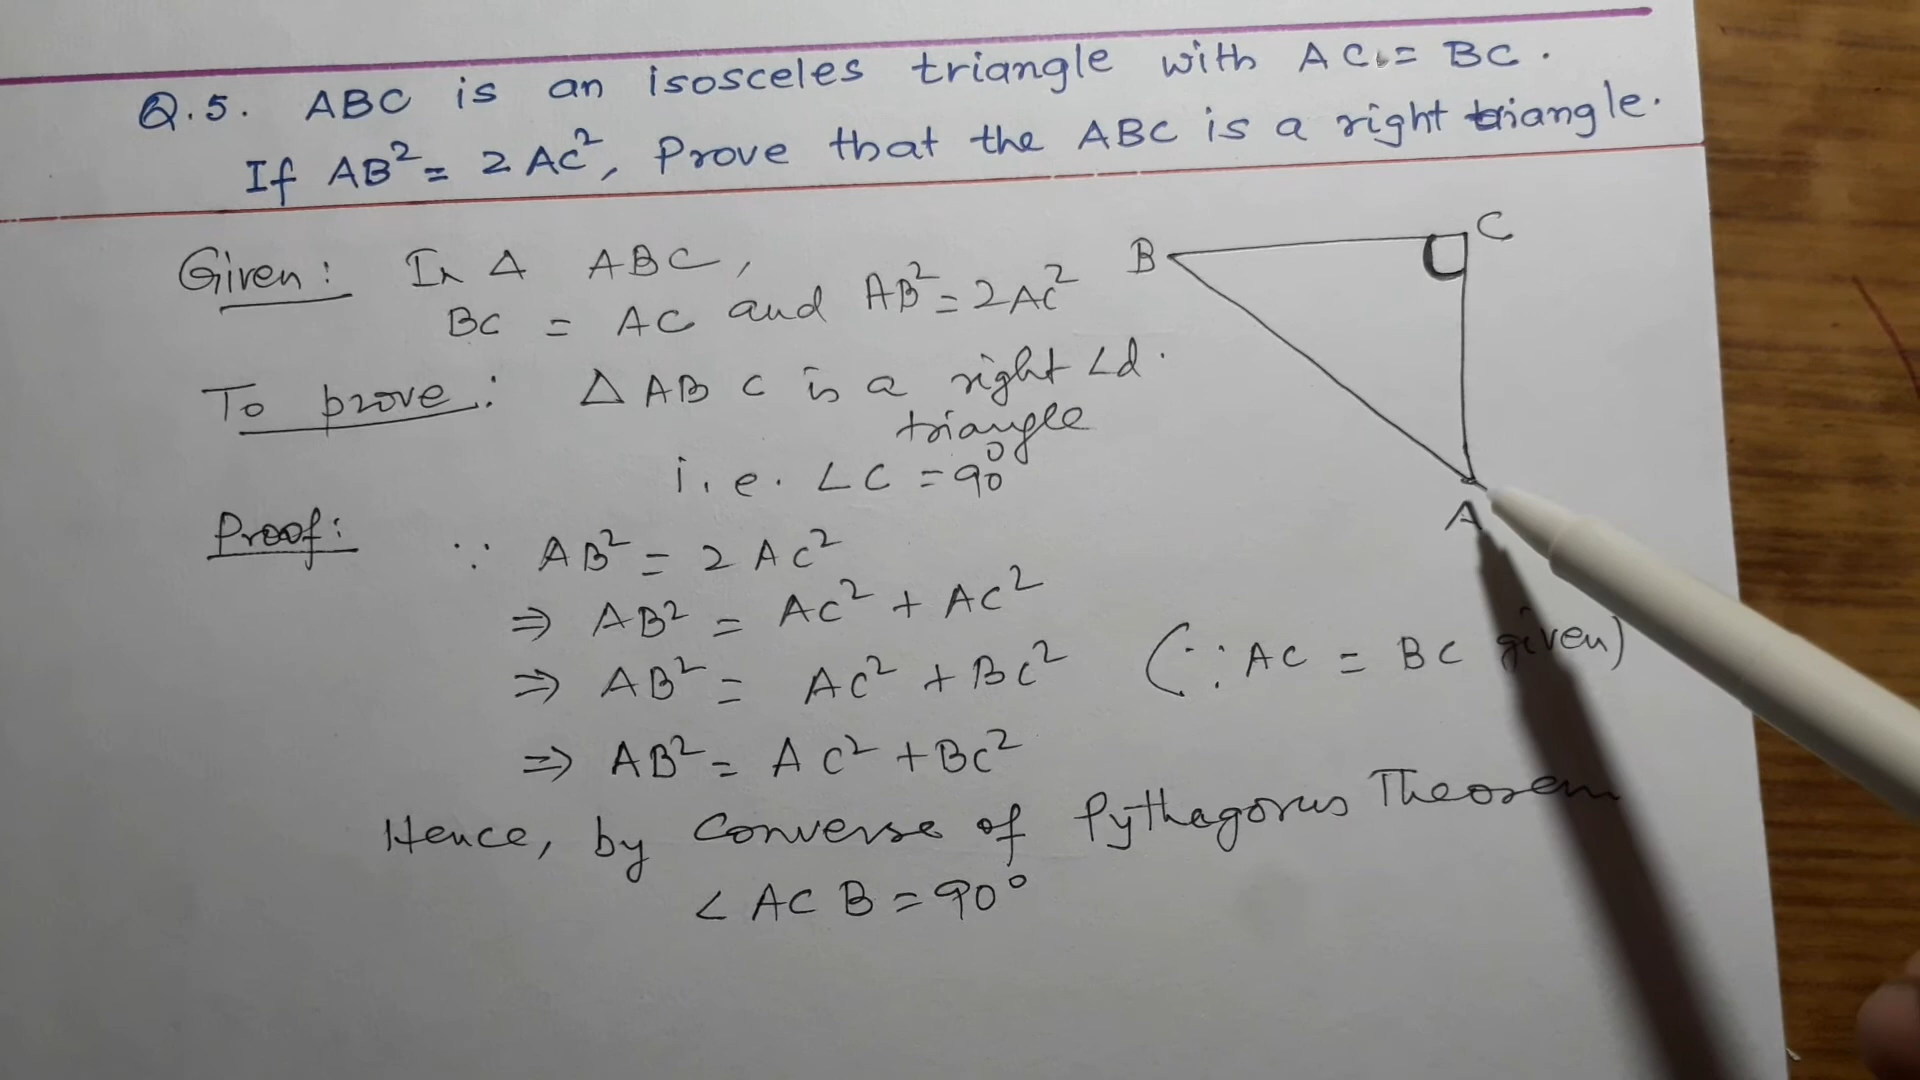 Q.5. ABC is an isosceles triangle with AC = BC.
If AB² = 2AC², Prove that the ABC is a right triangle.
Given: In Δ ABC,
BC = AC and AB² = 2AC²
To prove: Δ ABC is a right ∠d.
triangle
i.e. ∠C = 90°
Proof: ∵ AB² = 2AC²
⇒ AB² = AC² + AC²
⇒ AB² = AC² + BC² (∵ AC = BC given)
⇒ AB² = AC² + BC²
Hence, by Converse of Pythagorus Theorem
∠ACB = 90°
B
C
A